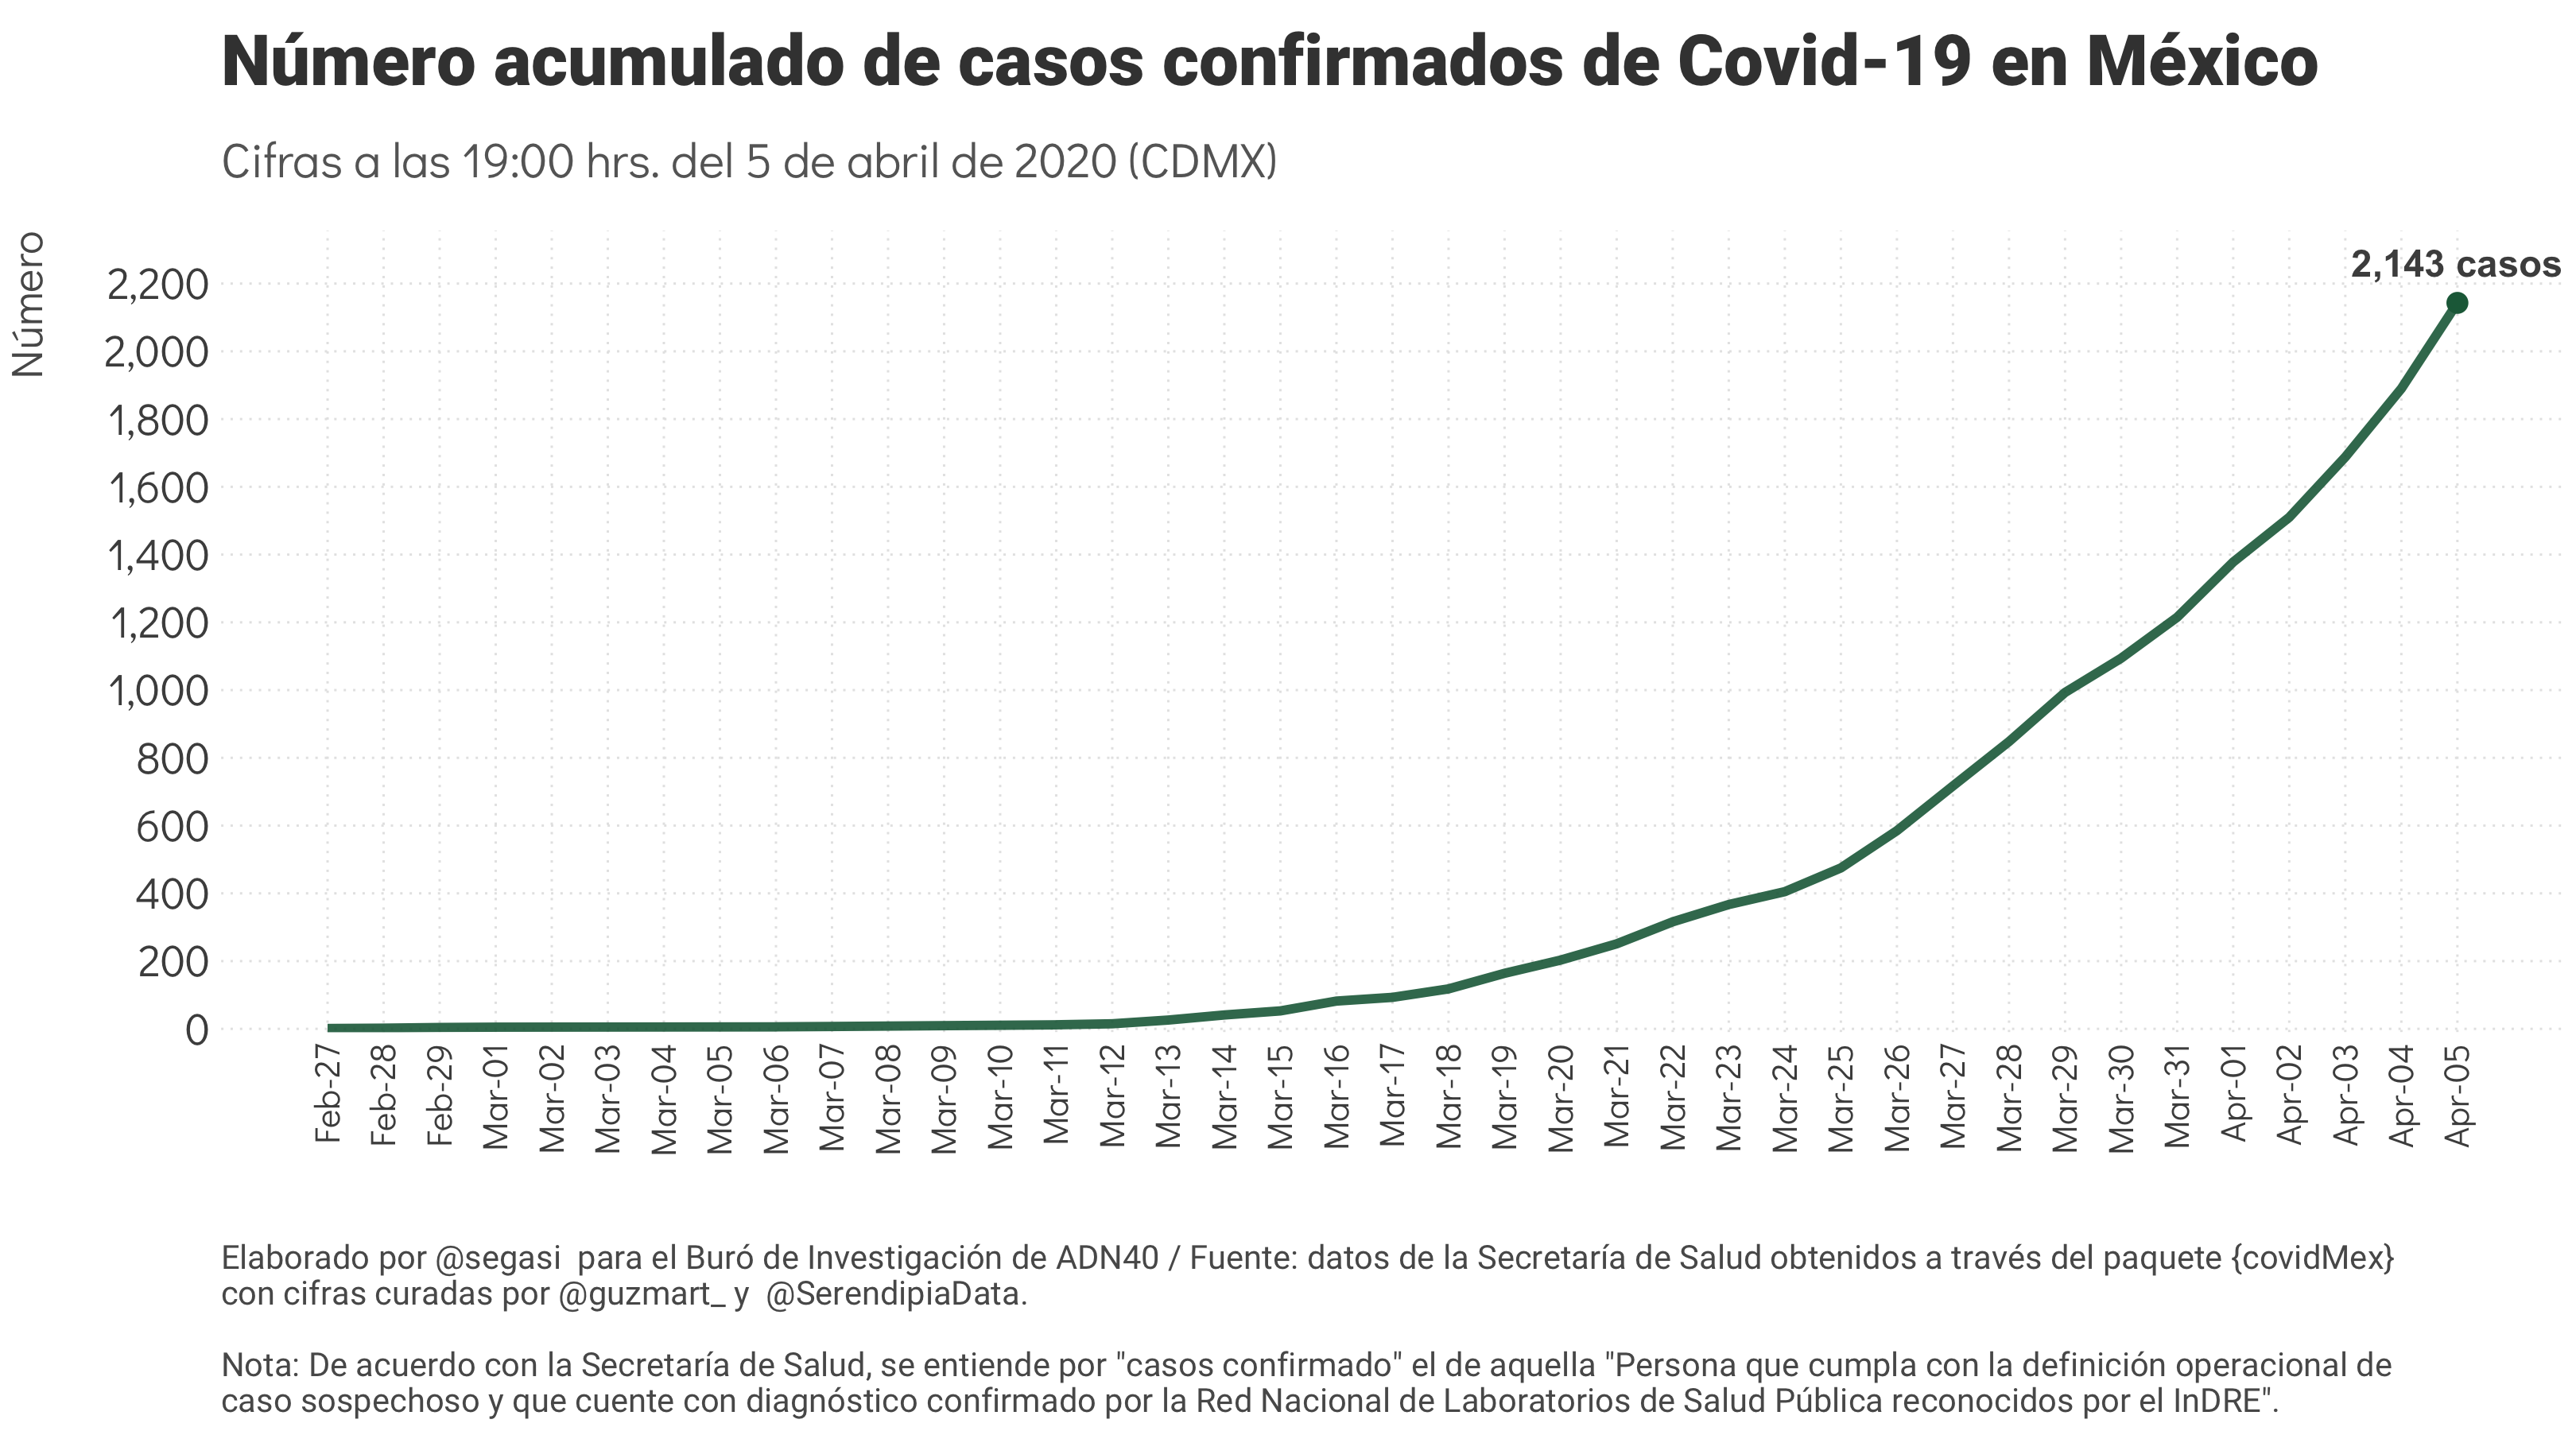 Número acumulado de casos confirmados de Covid-19 en México
Cifras a las 19:00 hrs. del 5 de abril de 2020 (CDMX)
Número
2,143 casos
2,200
2,000
1,800
1,600
1,400
1,200
1,000
800
600
400
200
0
Feb-27
Feb-28
Feb-29
Mar-01
Mar-02
Mar-03
Mar-04
Mar-05
Mar-06
Mar-07
Mar-08
Mar-09
Mar-10
Mar-11
Mar-12
Mar-13
Mar-14
Mar-15
Mar-16
Mar-17
Mar-18
Mar-19
Mar-20
Mar-21
Mar-22
Mar-23
Mar-24
Mar-25
Mar-26
Mar-27
Mar-28
Mar-29
Mar-30
Mar-31
Apr-01
Apr-02
Apr-03
Apr-04
Apr-05
Elaborado por @segasi  para el Buró de Investigación de ADN40 / Fuente: datos de la Secretaría de Salud obtenidos a través del paquete {covidMex}
con cifras curadas por @guzmart_ y  @SerendipiaData.
Nota: De acuerdo con la Secretaría de Salud, se entiende por "casos confirmado" el de aquella "Persona que cumpla con la definición operacional de
caso sospechoso y que cuente con diagnóstico confirmado por la Red Nacional de Laboratorios de Salud Pública reconocidos por el InDRE".